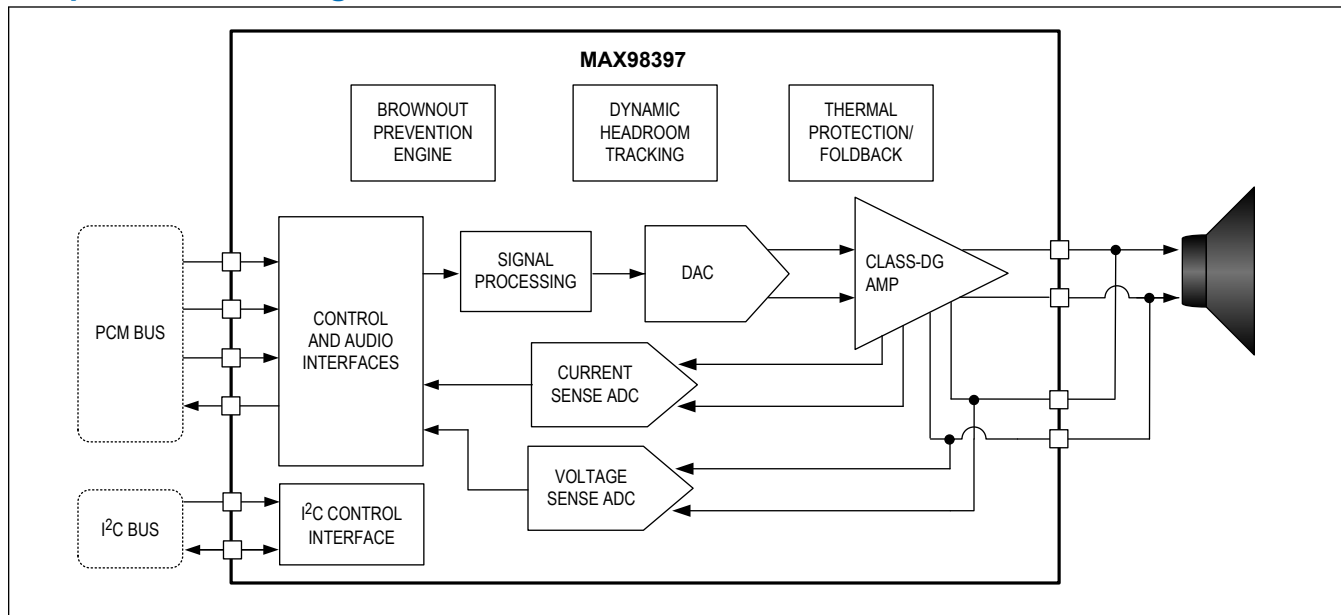 MAX98397
BROWNOUT
PREVENTION
ENGINE
DYNAMIC
HEADROOM
TRACKING
THERMAL
PROTECTION/
FOLDBACK
PCM BUS
CONTROL
AND AUDIO
INTERFACES
SIGNAL
PROCESSING
DAC
CLASS-DG
AMP
CURRENT
SENSE ADC
VOLTAGE
SENSE ADC
I²C BUS
I²C CONTROL
INTERFACE